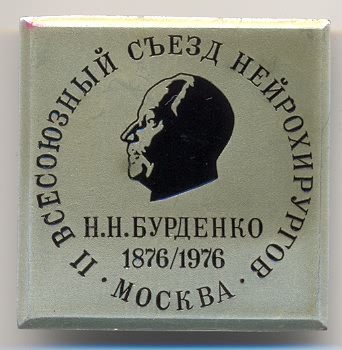 II ВСЕСОЮЗНЫЙ СЪЕЗД НЕЙРОХИРУРГОВ
Н.Н.БУРДЕНКО
1876/1976
· МОСКВА ·